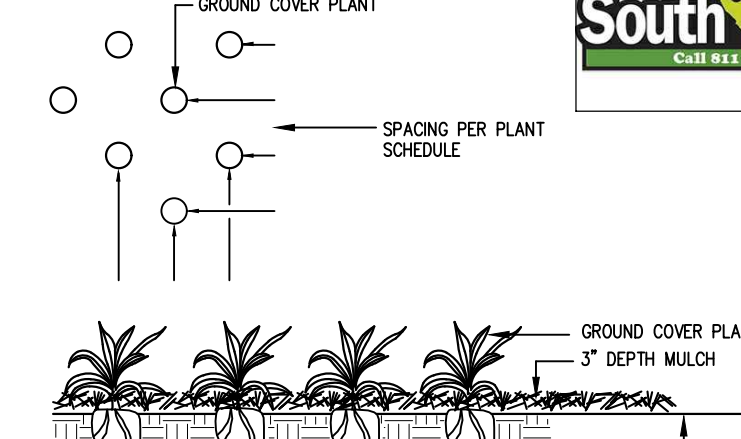 GROUND COVER PLANT
South
Call 811
SPACING PER PLANT
SCHEDULE
GROUND COVER PLA
3" DEPTH MULCH